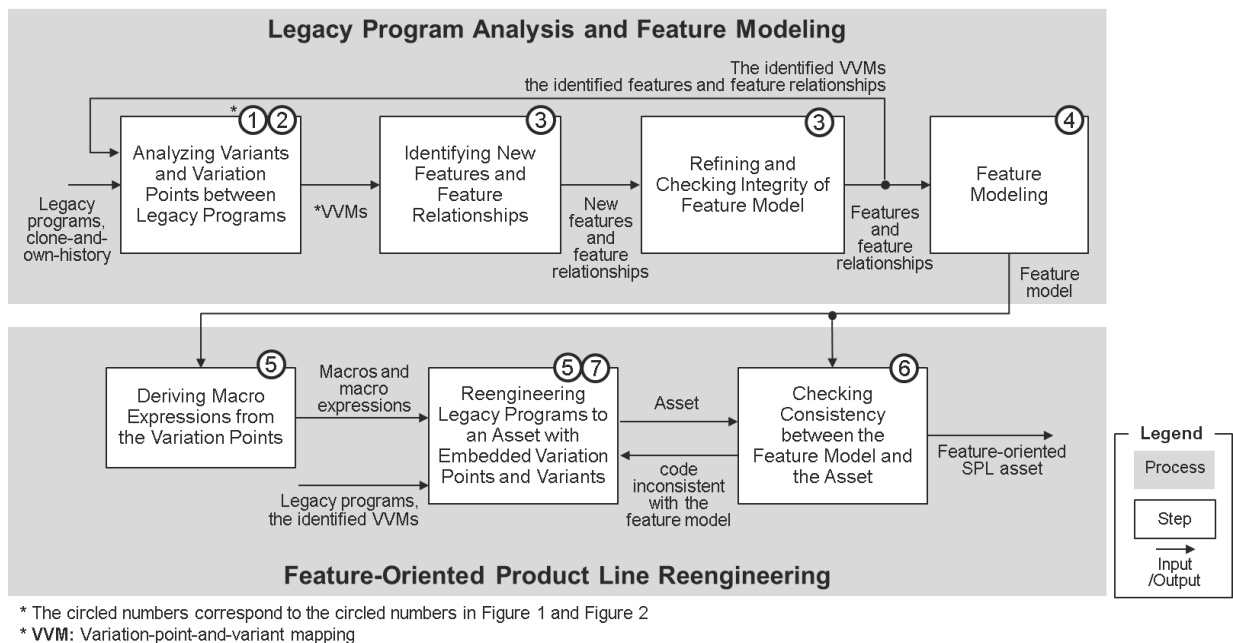 Legacy Program Analysis and Feature Modeling
The identified VVMs
the identified features and feature relationships
* ① ②
Analyzing Variants
and Variation
Points between
Legacy Programs
③
Identifying New
Features and
Feature
Relationships
③
Refining and
Checking Integrity of
Feature Model
④
Feature
Modeling
Legacy
programs,
clone-and-
own-history
*VVMs
New
features
and
feature
relationships
Features
and
feature
relationships
Feature
model
⑤
Deriving Macro
Expressions from
the Variation Points
Macros and
macro
expressions
⑤ ⑦
Reengineering
Legacy Programs to
an Asset with
Embedded Variation
Points and Variants
Legacy programs,
the identified VVMs
Asset
code
inconsistent
with the
feature model
⑥
Checking
Consistency
between the
Feature Model and
the Asset
Feature-oriented
SPL asset
Feature-Oriented Product Line Reengineering
Legend
Process
Step
Input
/Output
* The circled numbers correspond to the circled numbers in Figure 1 and Figure 2
* VVM: Variation-point-and-variant mapping